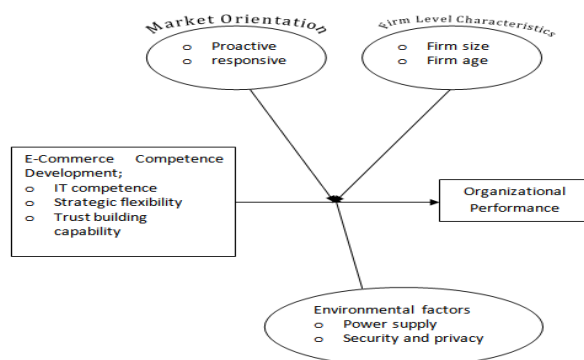 Market Orientation
o Proactive
o responsive
Firm Level Characteristics
o Firm size
o Firm age
E-Commerce Competence
Development;
o IT competence
o Strategic flexibility
o Trust building
capability
Organizational
Performance
Environmental factors
o Power supply
o Security and privacy